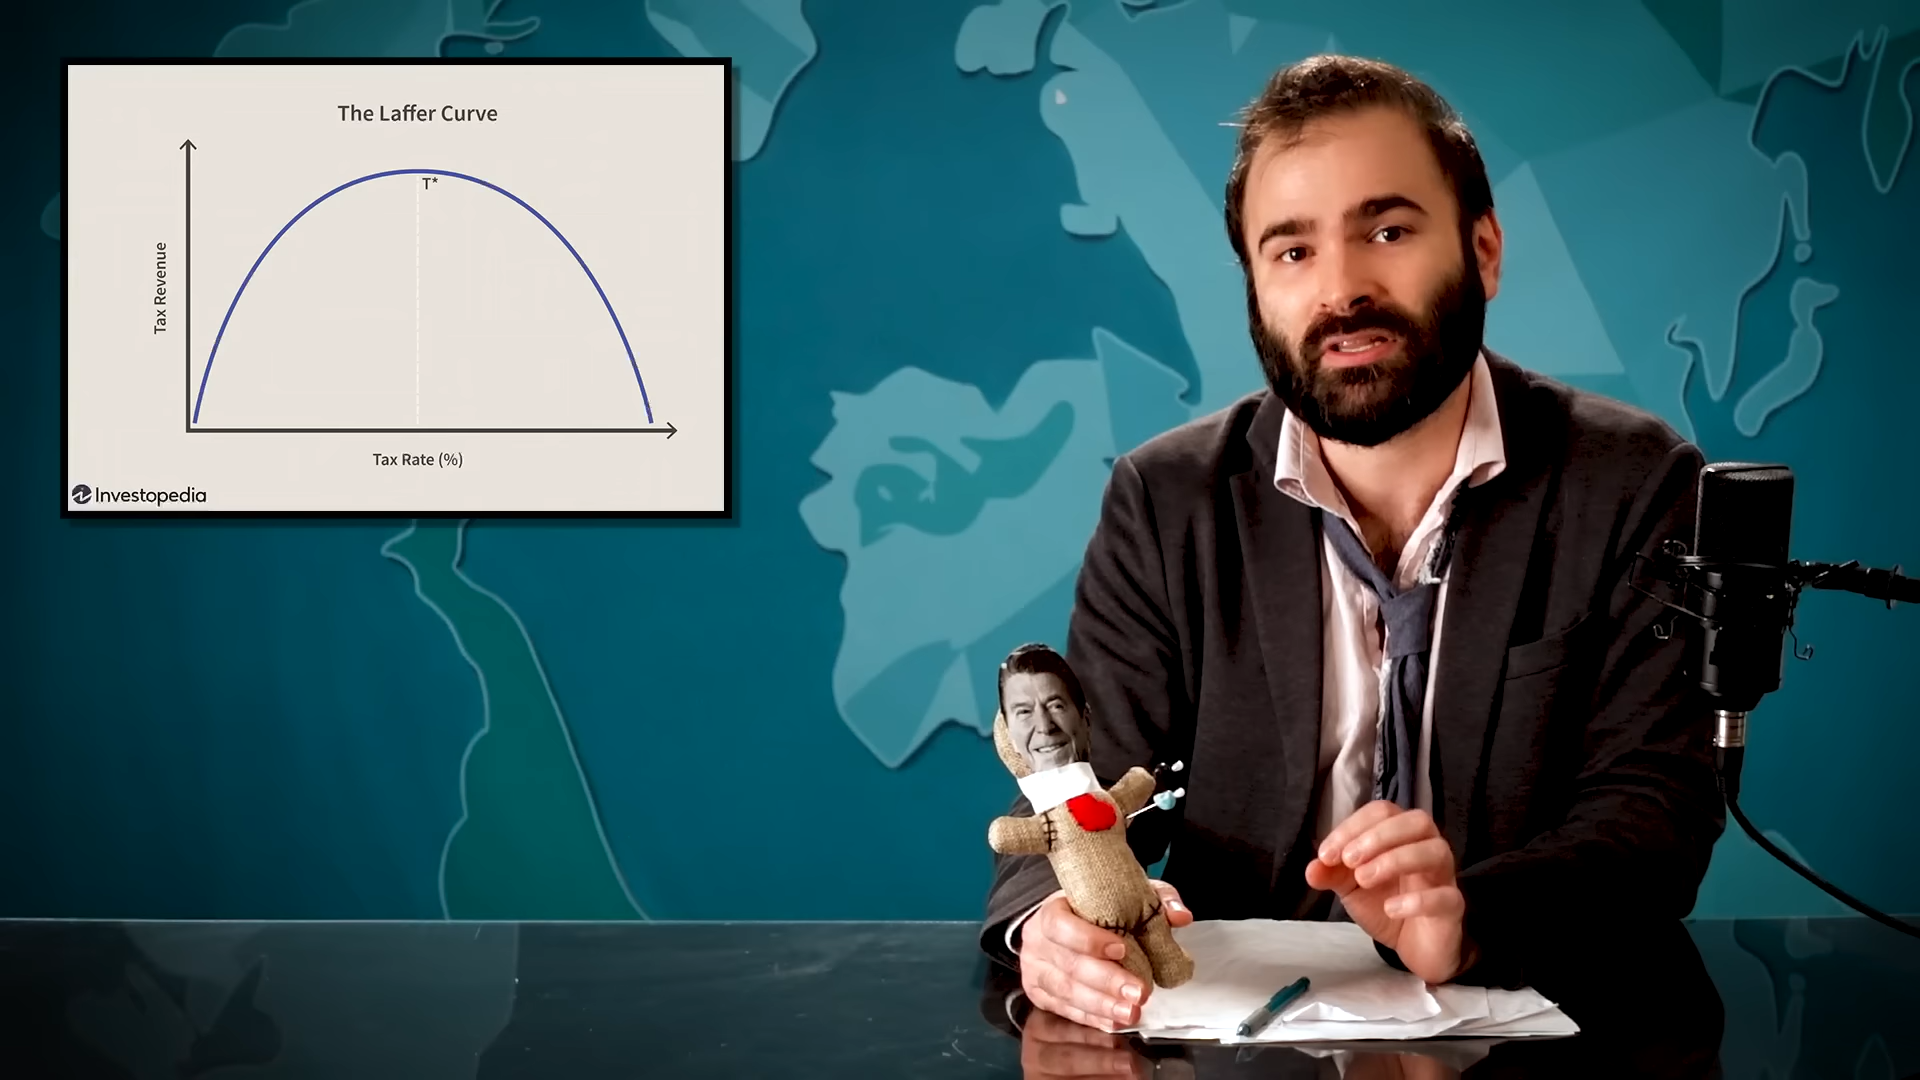 The Laffer Curve
T*
Tax Revenue
Tax Rate (%)
Investopedia